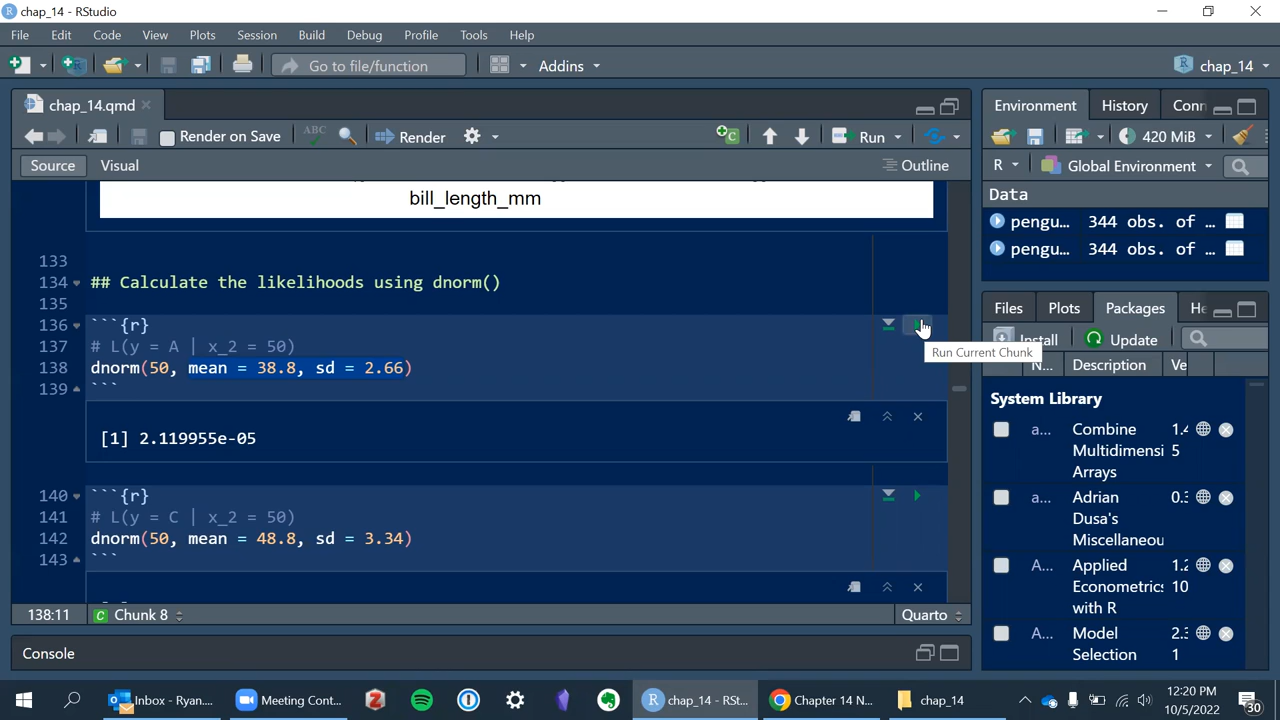 chap_14 - RStudio
File Edit Code View Plots Session Build Debug Profile Tools Help
Go to file/function Addins chap_14
chap_14.qmd
Render on Save ABC Render Run
Source Visual Outline
bill_length_mm
133
134 ## Calculate the likelihoods using dnorm()
135
136 ```{r}
137 # L(y = A | x_2 = 50)
138 dnorm(50, mean = 38.8, sd = 2.66)
139 ```
Run Current Chunk
[1] 2.119955e-05
140 ```{r}
141 # L(y = C | x_2 = 50)
142 dnorm(50, mean = 48.8, sd = 3.34)
143 ```
138:11 C Chunk 8 Quarto
Console
Environment History Conn
420 MiB
R Global Environment
Data
pengu… 344 obs. of …
pengu… 344 obs. of …
Files Plots Packages He
Install Update
N... Description Ve
System Library
a... Combine Multidimensi Arrays 1.4 5
a... Adrian Dusa's Miscellaneou 0.3
A... Applied Econometrics with R 1.2 10
A... Model Selection 2.3 1
Inbox - Ryan.... Meeting Cont... R chap_14 - RSt... Chapter 14 N... chap_14
12:20 PM
10/5/2022
30